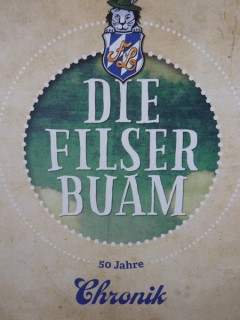 DIE
FILSER
BUAM
50 Jahre
Chronik